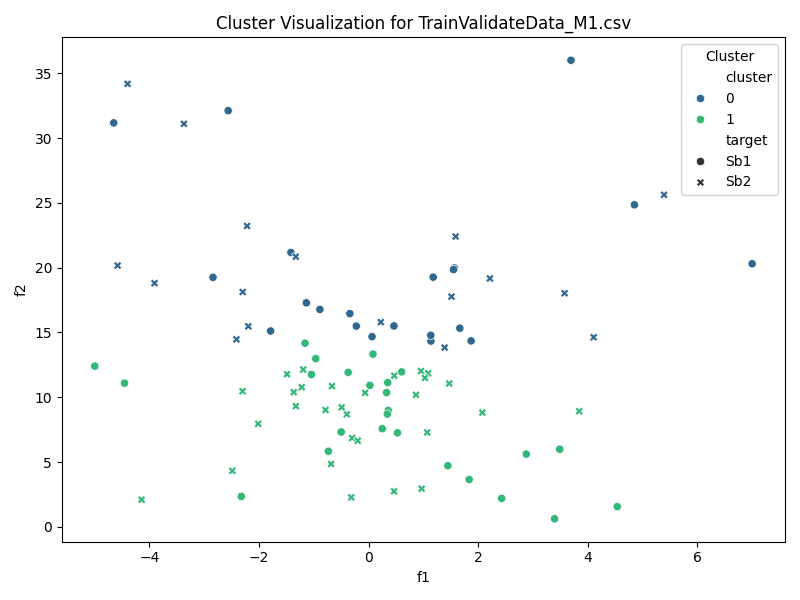 Cluster Visualization for TrainValidateData_M1.csv
Cluster
cluster
0
1
target
Sb1
Sb2
f2
35
30
25
20
15
10
5
0
−4
−2
0
2
4
6
f1